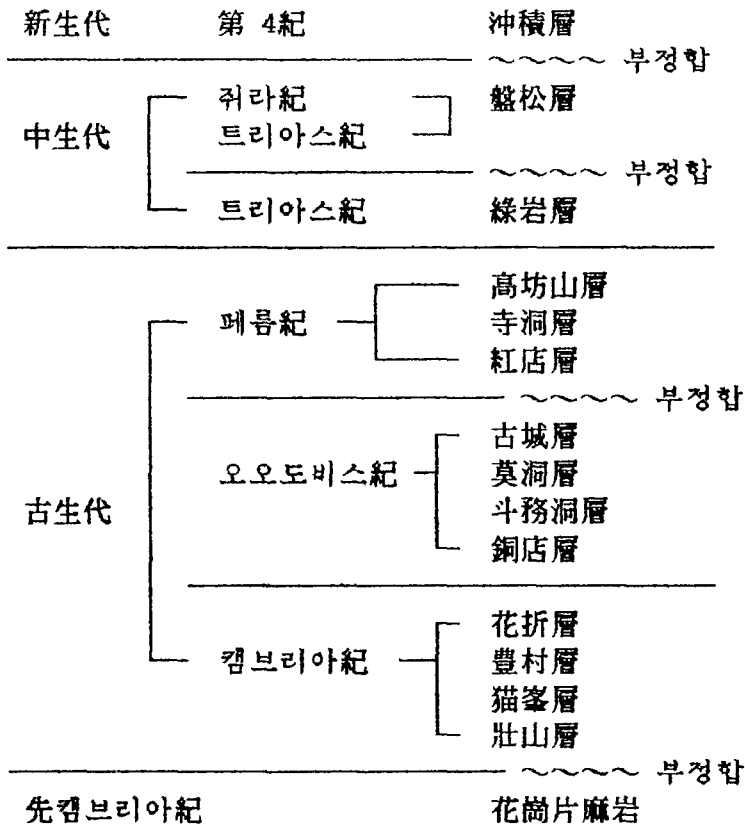 新生代 第 4紀 沖積層
~~~~ 부정합
쥐라紀 盤松層
中生代 트리아스紀
~~~~ 부정합
트리아스紀 綠岩層
高坊山層
페름紀 寺洞層
紅店層
~~~~ 부정합
古城層
오오도비스紀 莫洞層
古生代 斗務洞層
銅店層
花折層
캠브리아紀 豊村層
猫峯層
壯山層
~~~~ 부정합
先캠브리아紀 花崗片麻岩